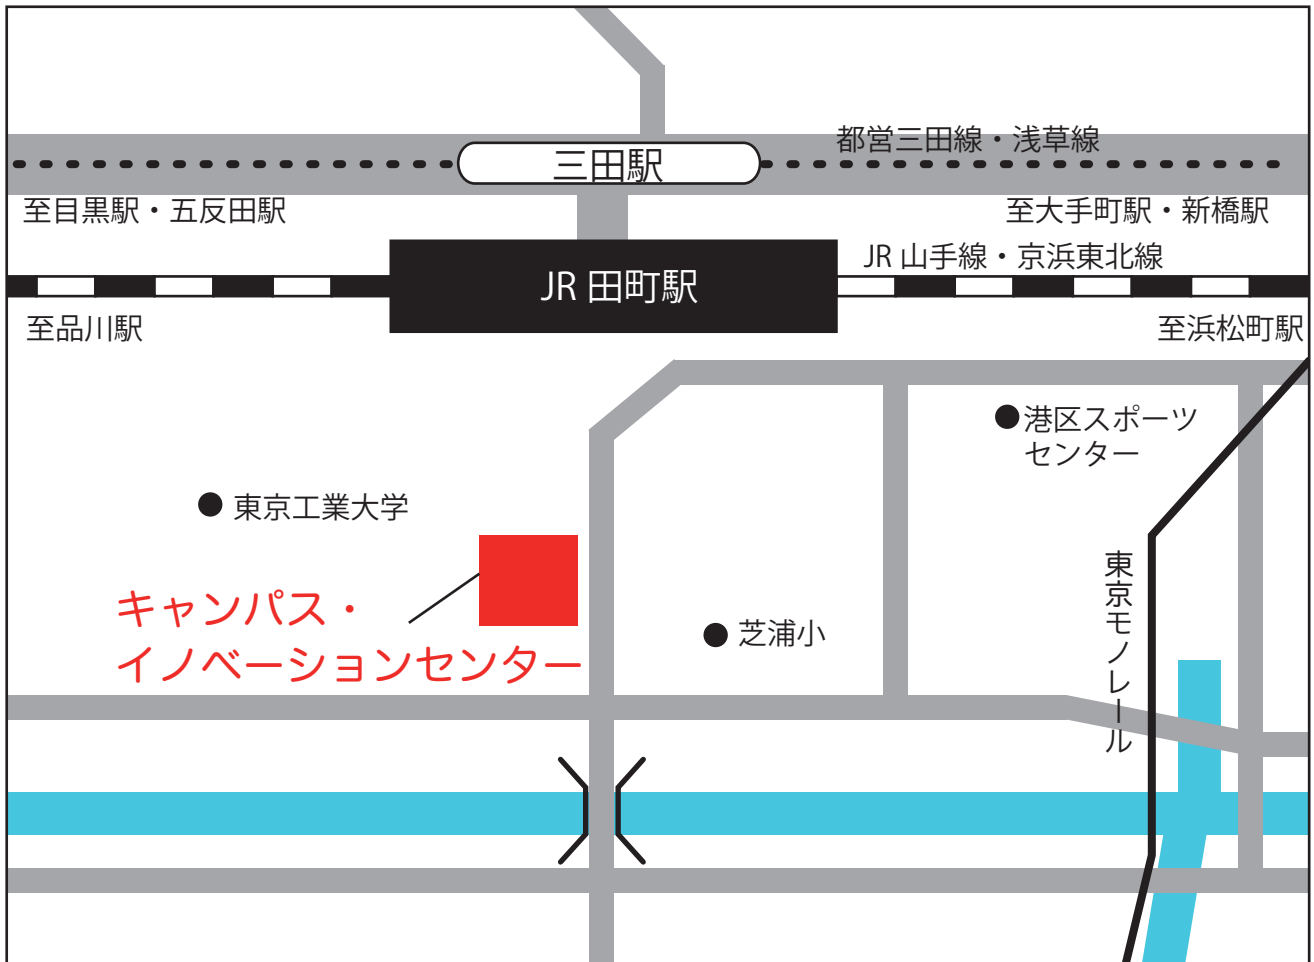 都営三田線・浅草線
三田駅
至目黒駅・五反田駅
至大手町駅・新橋駅
JR 山手線・京浜東北線
JR 田町駅
至品川駅
至浜松町駅
港区スポーツ
センター
東京工業大学
東京モノレール
キャンパス・
イノベーションセンター
芝浦小